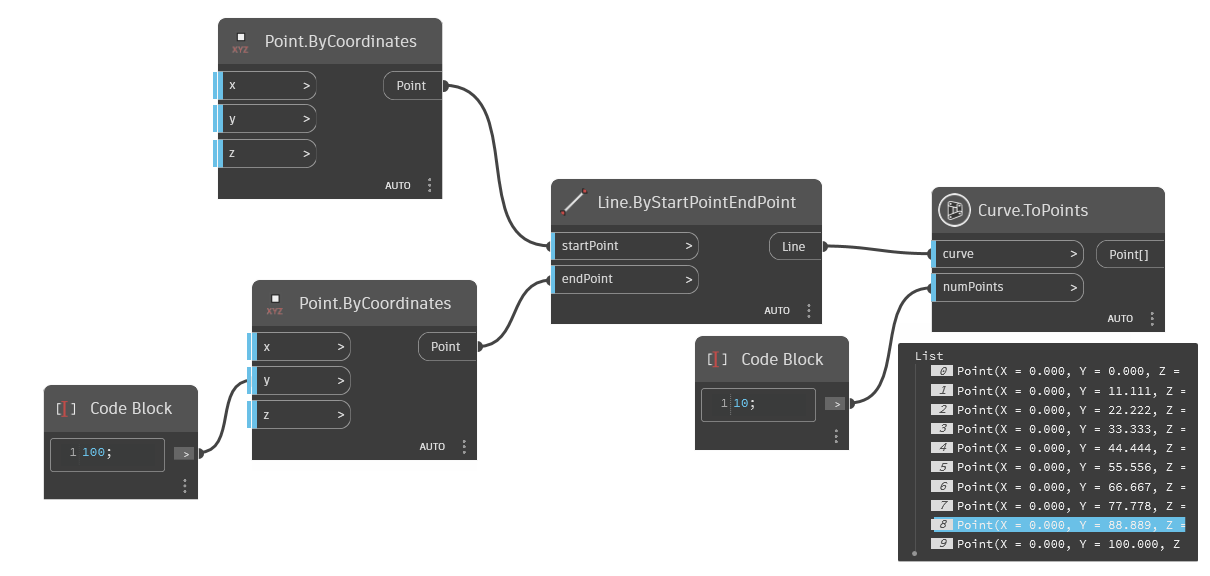 XYZ Point.ByCoordinates
x > Point
y >
z >
AUTO
Line.ByStartPointEndPoint
startPoint > Line
endPoint >
AUTO
Curve.ToPoints
curve > Point[]
numPoints >
AUTO
XYZ Point.ByCoordinates
x > Point
y >
z >
AUTO
[I] Code Block
1 100; >
[I] Code Block
1 10; >
List
0 Point(X = 0.000, Y = 0.000, Z =
1 Point(X = 0.000, Y = 11.111, Z =
2 Point(X = 0.000, Y = 22.222, Z =
3 Point(X = 0.000, Y = 33.333, Z =
4 Point(X = 0.000, Y = 44.444, Z =
5 Point(X = 0.000, Y = 55.556, Z =
6 Point(X = 0.000, Y = 66.667, Z =
7 Point(X = 0.000, Y = 77.778, Z =
8 Point(X = 0.000, Y = 88.889, Z =
9 Point(X = 0.000, Y = 100.000, Z